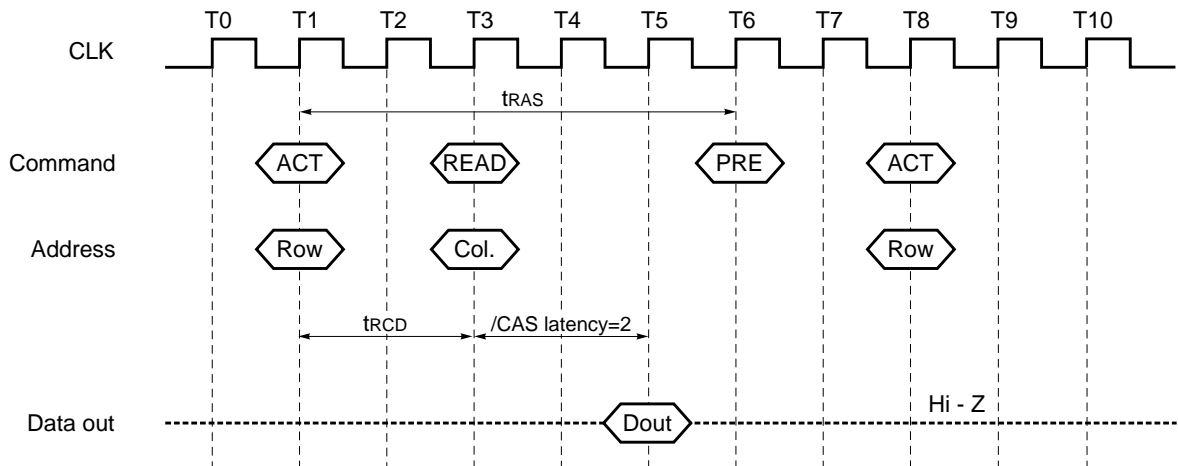 T0 T1 T2 T3 T4 T5 T6 T7 T8 T9 T10
CLK
tRAS
Command ACT READ PRE ACT
Address Row Col. Row
tRCD /CAS latency=2
Hi - Z
Data out Dout